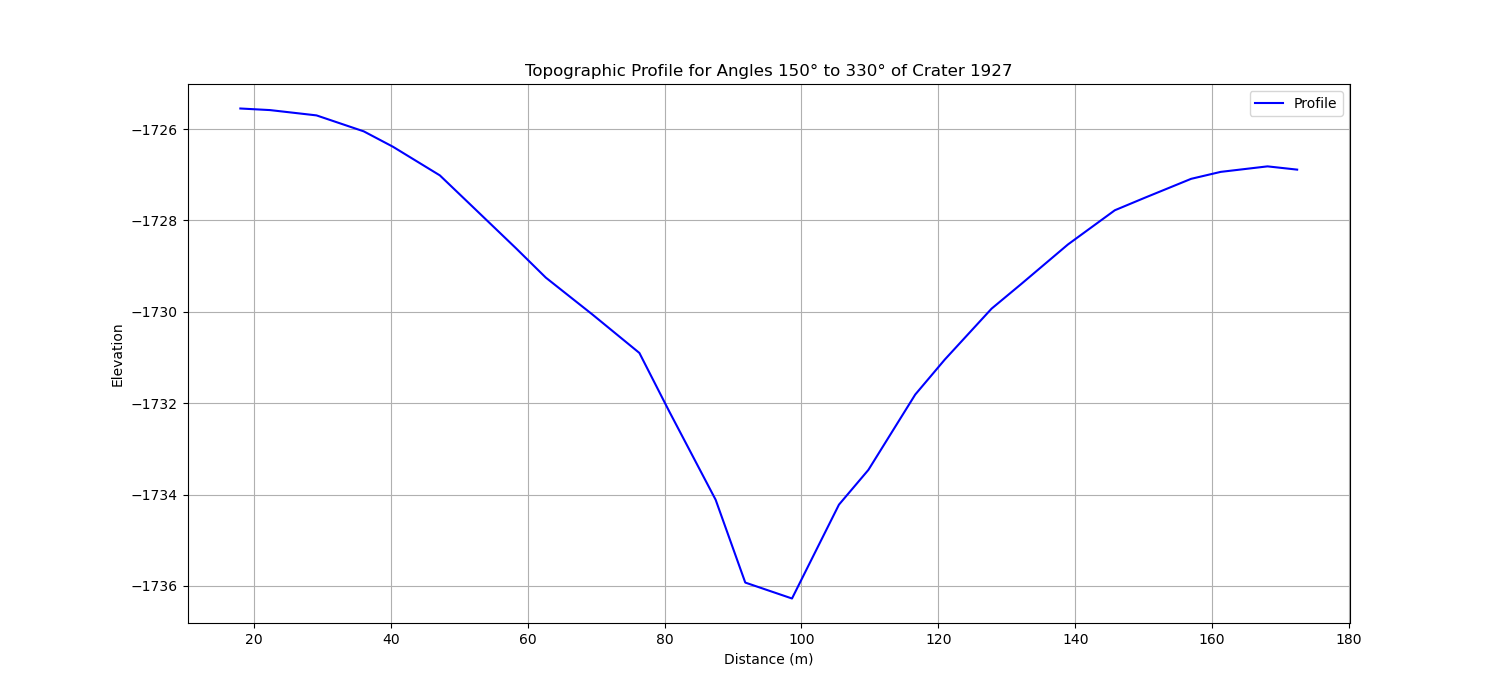 Topographic Profile for Angles 150° to 330° of Crater 1927
Profile
Elevation
−1726
−1728
−1730
−1732
−1734
−1736
20 40 60 80 100 120 140 160 180
Distance (m)